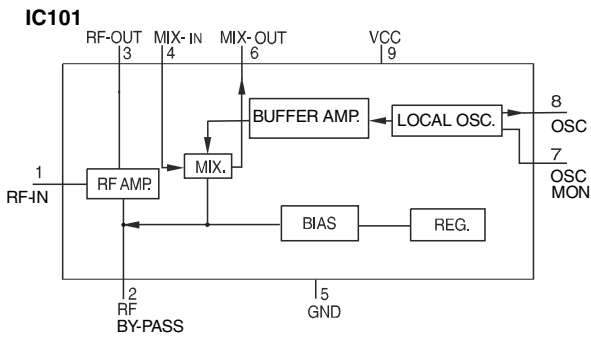 IC101
RF-OUT MIX-IN MIX-OUT VCC
3 4 6 9
BUFFER AMP. LOCAL OSC.
8
OSC
7
OSC
MON
1
RF-IN
RF AMP.
MIX.
BIAS REG.
2
RF
BY-PASS
5
GND